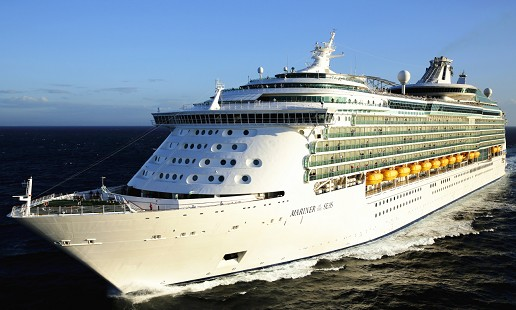 MARINER OF THE SEAS